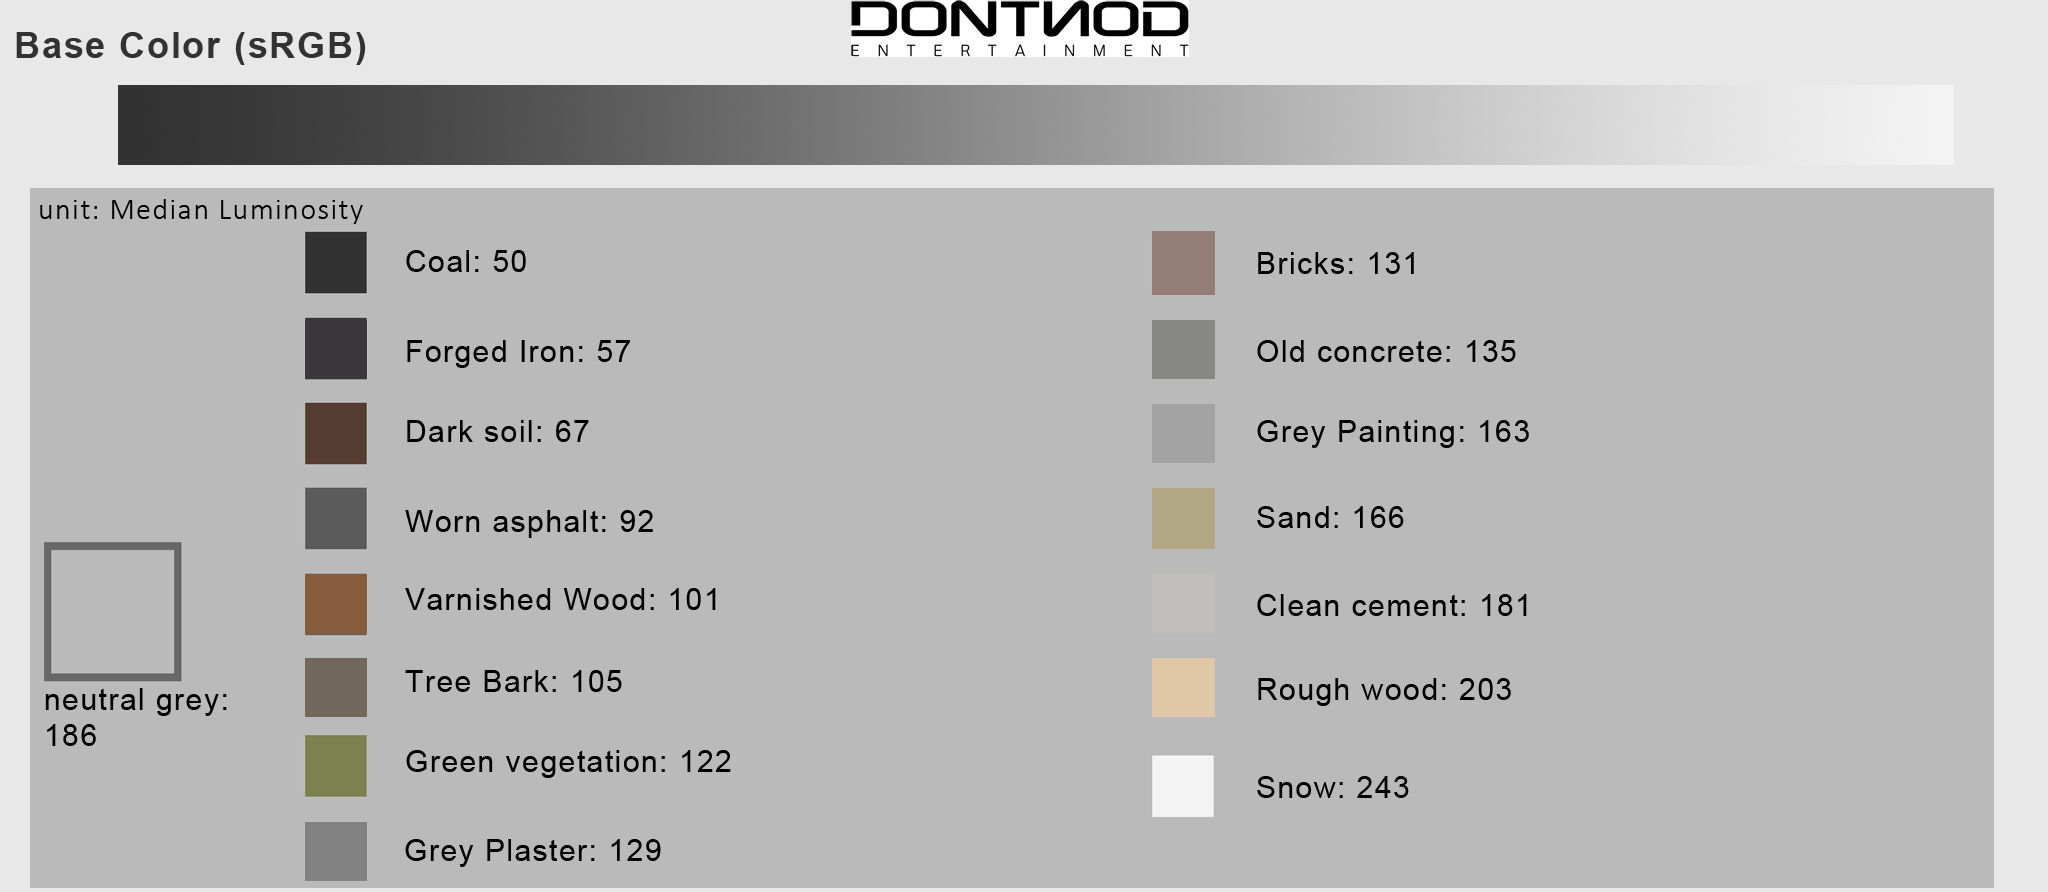 DONTNOD
ENTERTAINMENT
Base Color (sRGB)
unit: Median Luminosity
Coal: 50
Forged Iron: 57
Dark soil: 67
Worn asphalt: 92
Varnished Wood: 101
Tree Bark: 105
Green vegetation: 122
Grey Plaster: 129
neutral grey:
186
Bricks: 131
Old concrete: 135
Grey Painting: 163
Sand: 166
Clean cement: 181
Rough wood: 203
Snow: 243